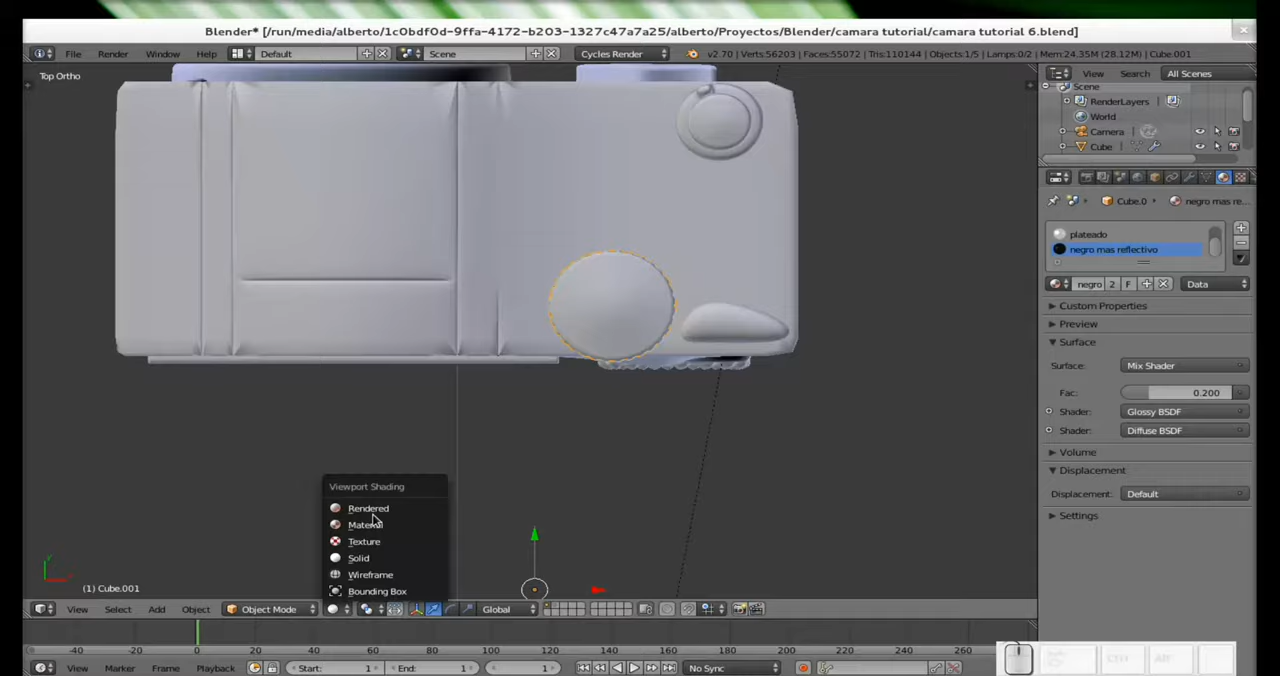 Blender* [/run/media/alberto/1c0bdf0d-9ffa-4172-b203-1327c47a7a25/alberto/Proyectos/Blender/camara tutorial/camara tutorial 6.blend]
File Render Window Help Default Scene Cycles Render v2.70 | Verts:56203 | Faces:55072 | Tris:110144 | Objects:1/5 | Lamps:0/2 | Mem:24.35M (28.12M) | Cube.001
Top Ortho
View Search All Scenes
Scene
RenderLayers
World
Camera
Cube
Cube.0 negro mas re...
plateado
negro mas reflectivo
negro 2 F Data
Custom Properties
Preview
Surface
Surface: Mix Shader
Fac: 0.200
Shader: Glossy BSDF
Shader: Diffuse BSDF
Volume
Displacement
Displacement: Default
Settings
Viewport Shading
Rendered
Material
Texture
Solid
Wireframe
Bounding Box
(1) Cube.001
View Select Add Object Object Mode Global
-40 -20 0 20 40 60 80 100 120 140 160 180 200 220 240 260
View Marker Frame Playback Start: 1 End: 1 1 No Sync
Ctrl Alt